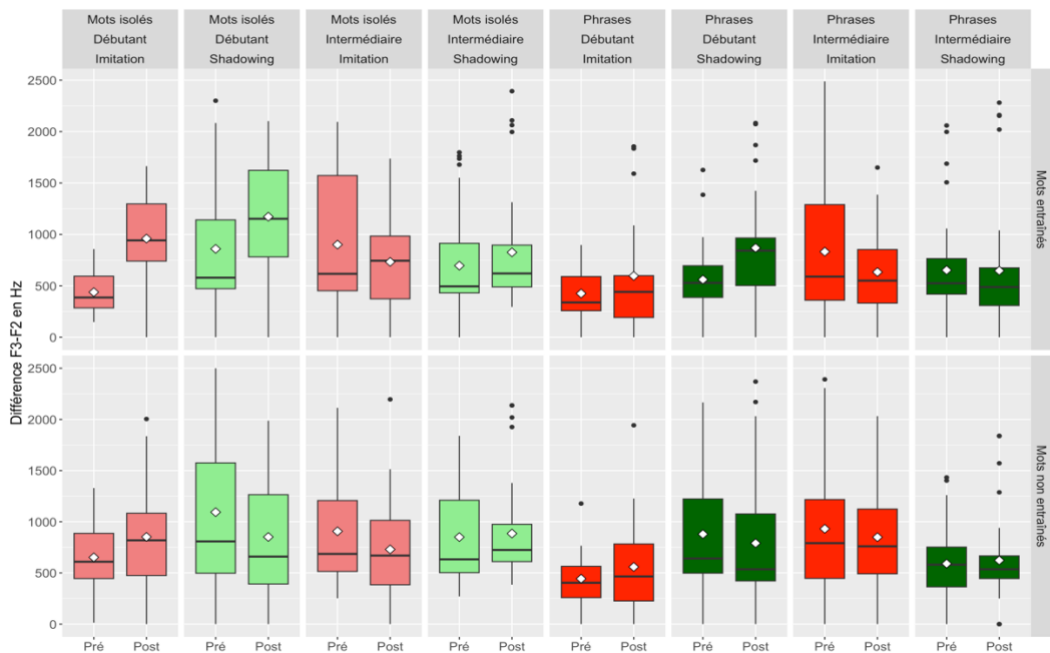 Mots isolés Mots isolés Mots isolés Mots isolés Phrases Phrases Phrases Phrases
Débutant Débutant Intermédiaire Intermédiaire Débutant Débutant Intermédiaire Intermédiaire
Imitation Shadowing Imitation Shadowing Imitation Shadowing Imitation Shadowing
Différence F3-F2 en Hz
2500
2000
1500
1000
500
0
Mots entraînés
2500
2000
1500
1000
500
0
Mots non entraînés
Pré Post Pré Post Pré Post Pré Post Pré Post Pré Post Pré Post Pré Post